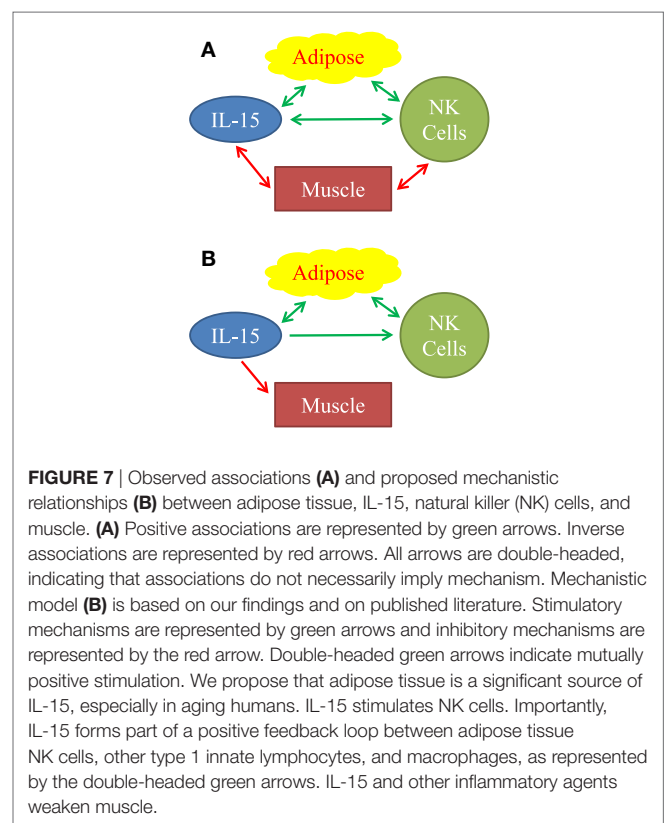 A
Adipose
IL-15
NK
Cells
Muscle
B
Adipose
IL-15
NK
Cells
Muscle
FIGURE 7 | Observed associations (A) and proposed mechanistic
relationships (B) between adipose tissue, IL-15, natural killer (NK) cells, and
muscle. (A) Positive associations are represented by green arrows. Inverse
associations are represented by red arrows. All arrows are double-headed,
indicating that associations do not necessarily imply mechanism. Mechanistic
model (B) is based on our findings and on published literature. Stimulatory
mechanisms are represented by green arrows and inhibitory mechanisms are
represented by the red arrow. Double-headed green arrows indicate mutually
positive stimulation. We propose that adipose tissue is a significant source of
IL-15, especially in aging humans. IL-15 stimulates NK cells. Importantly,
IL-15 forms part of a positive feedback loop between adipose tissue
NK cells, other type 1 innate lymphocytes, and macrophages, as represented
by the double-headed green arrows. IL-15 and other inflammatory agents
weaken muscle.